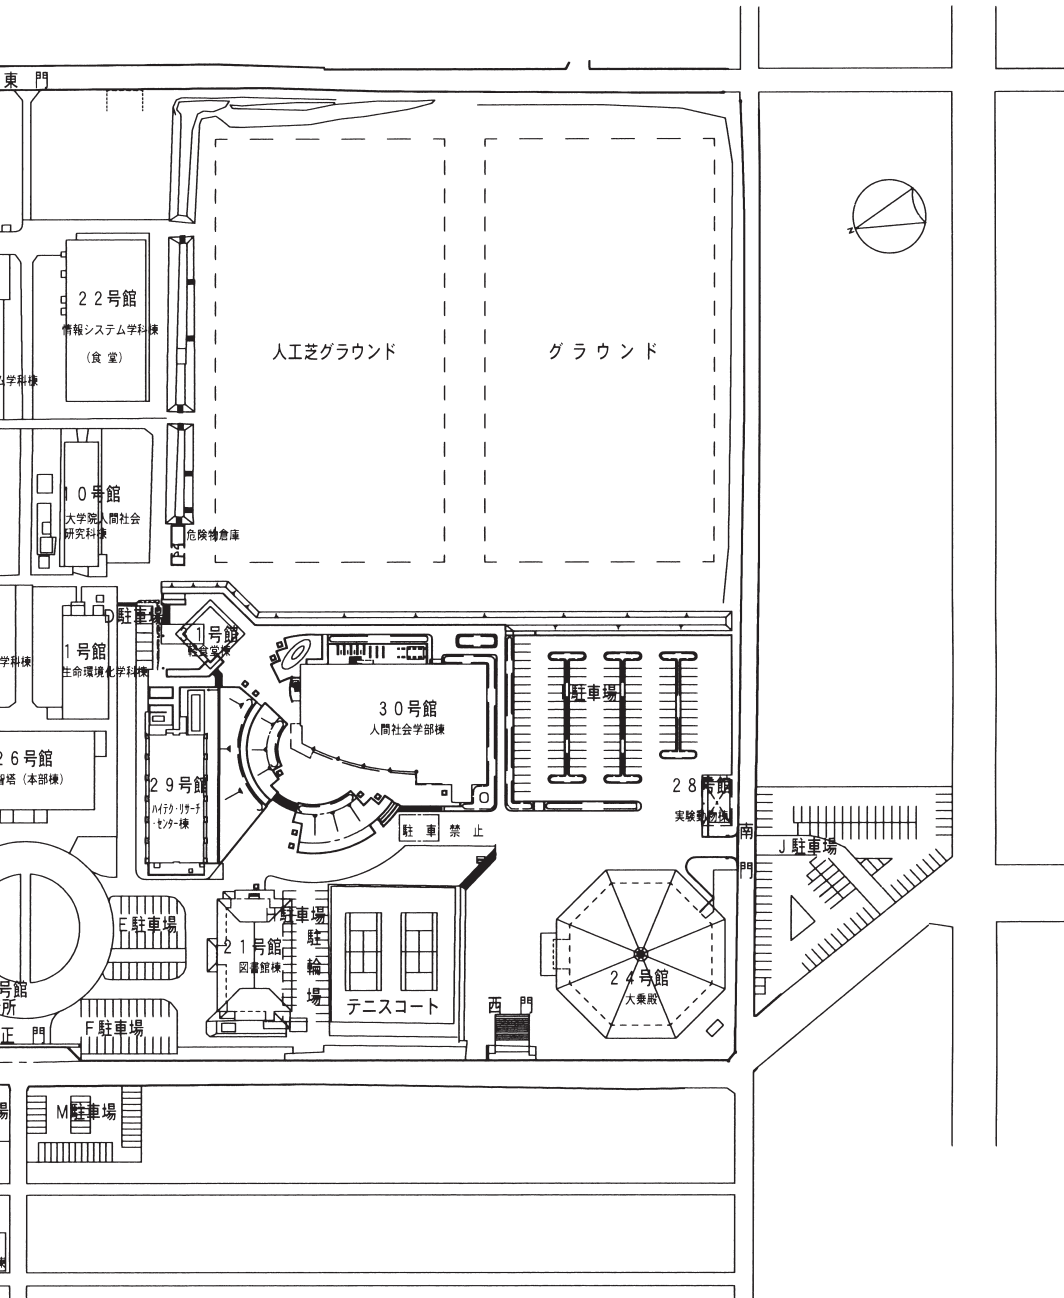 東 門
N
２２号館
情報システム学科棟
（食 堂）
人工芝グラウンド
グ ラ ウ ン ド
ム学科棟
１０号館
大学院人間社会
研究科棟
危険物倉庫
Ｄ駐車場
１号館
軽食堂棟
１号館
学科棟
生命環境化学科棟
駐車場
３０号館
人間社会学部棟
２６号館
（本部棟）
２９号館
ハイテク・リサーチ
・センター棟
２８号館
実験動物棟
駐 車 禁 止
南
門
Ｊ駐車場
Ｅ駐車場
駐車場
２１号館
図書館棟
駐
輪
場
２４号館
大乗殿
号館
所
テニスコート
西 門
正 門
Ｆ駐車場
場
Ｍ駐車場
棟